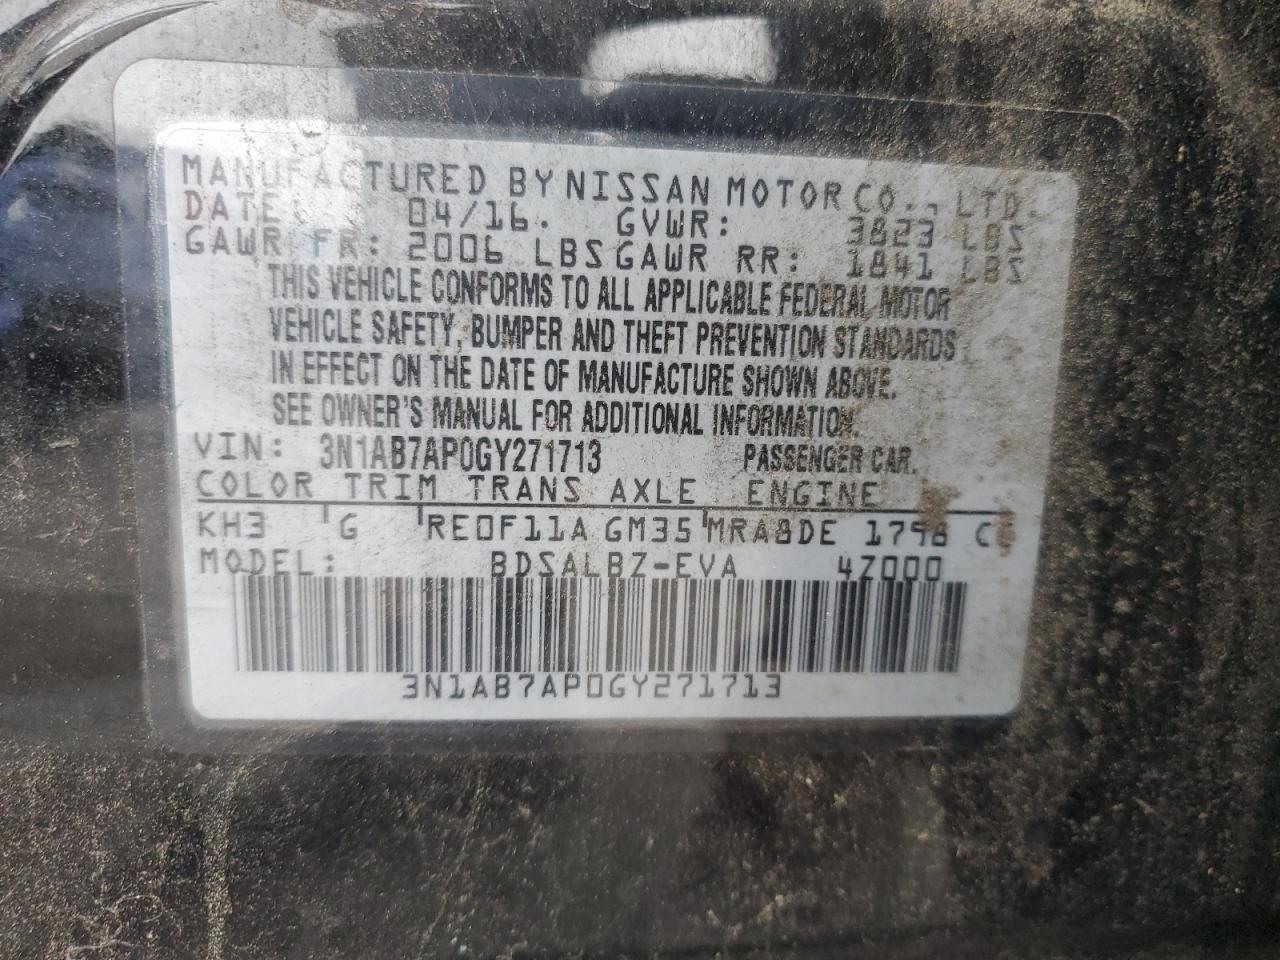 MANUFACTURED BY NISSAN MOTOR CO., LTD.
DATE: 04/16. GVWR: 3823 LBS
GAWR FR: 2006 LBS GAWR RR: 1841 LBS
THIS VEHICLE CONFORMS TO ALL APPLICABLE FEDERAL MOTOR
VEHICLE SAFETY, BUMPER AND THEFT PREVENTION STANDARDS
IN EFFECT ON THE DATE OF MANUFACTURE SHOWN ABOVE.
SEE OWNER'S MANUAL FOR ADDITIONAL INFORMATION.
VIN: 3N1AB7AP0GY271713 PASSENGER CAR.
COLOR TRIM TRANS AXLE ENGINE
KH3 G RE0F11A GM35 MRA8DE 1798 CC
MODEL: BDSALBZ-EVA 4Z000
3N1AB7AP0GY271713